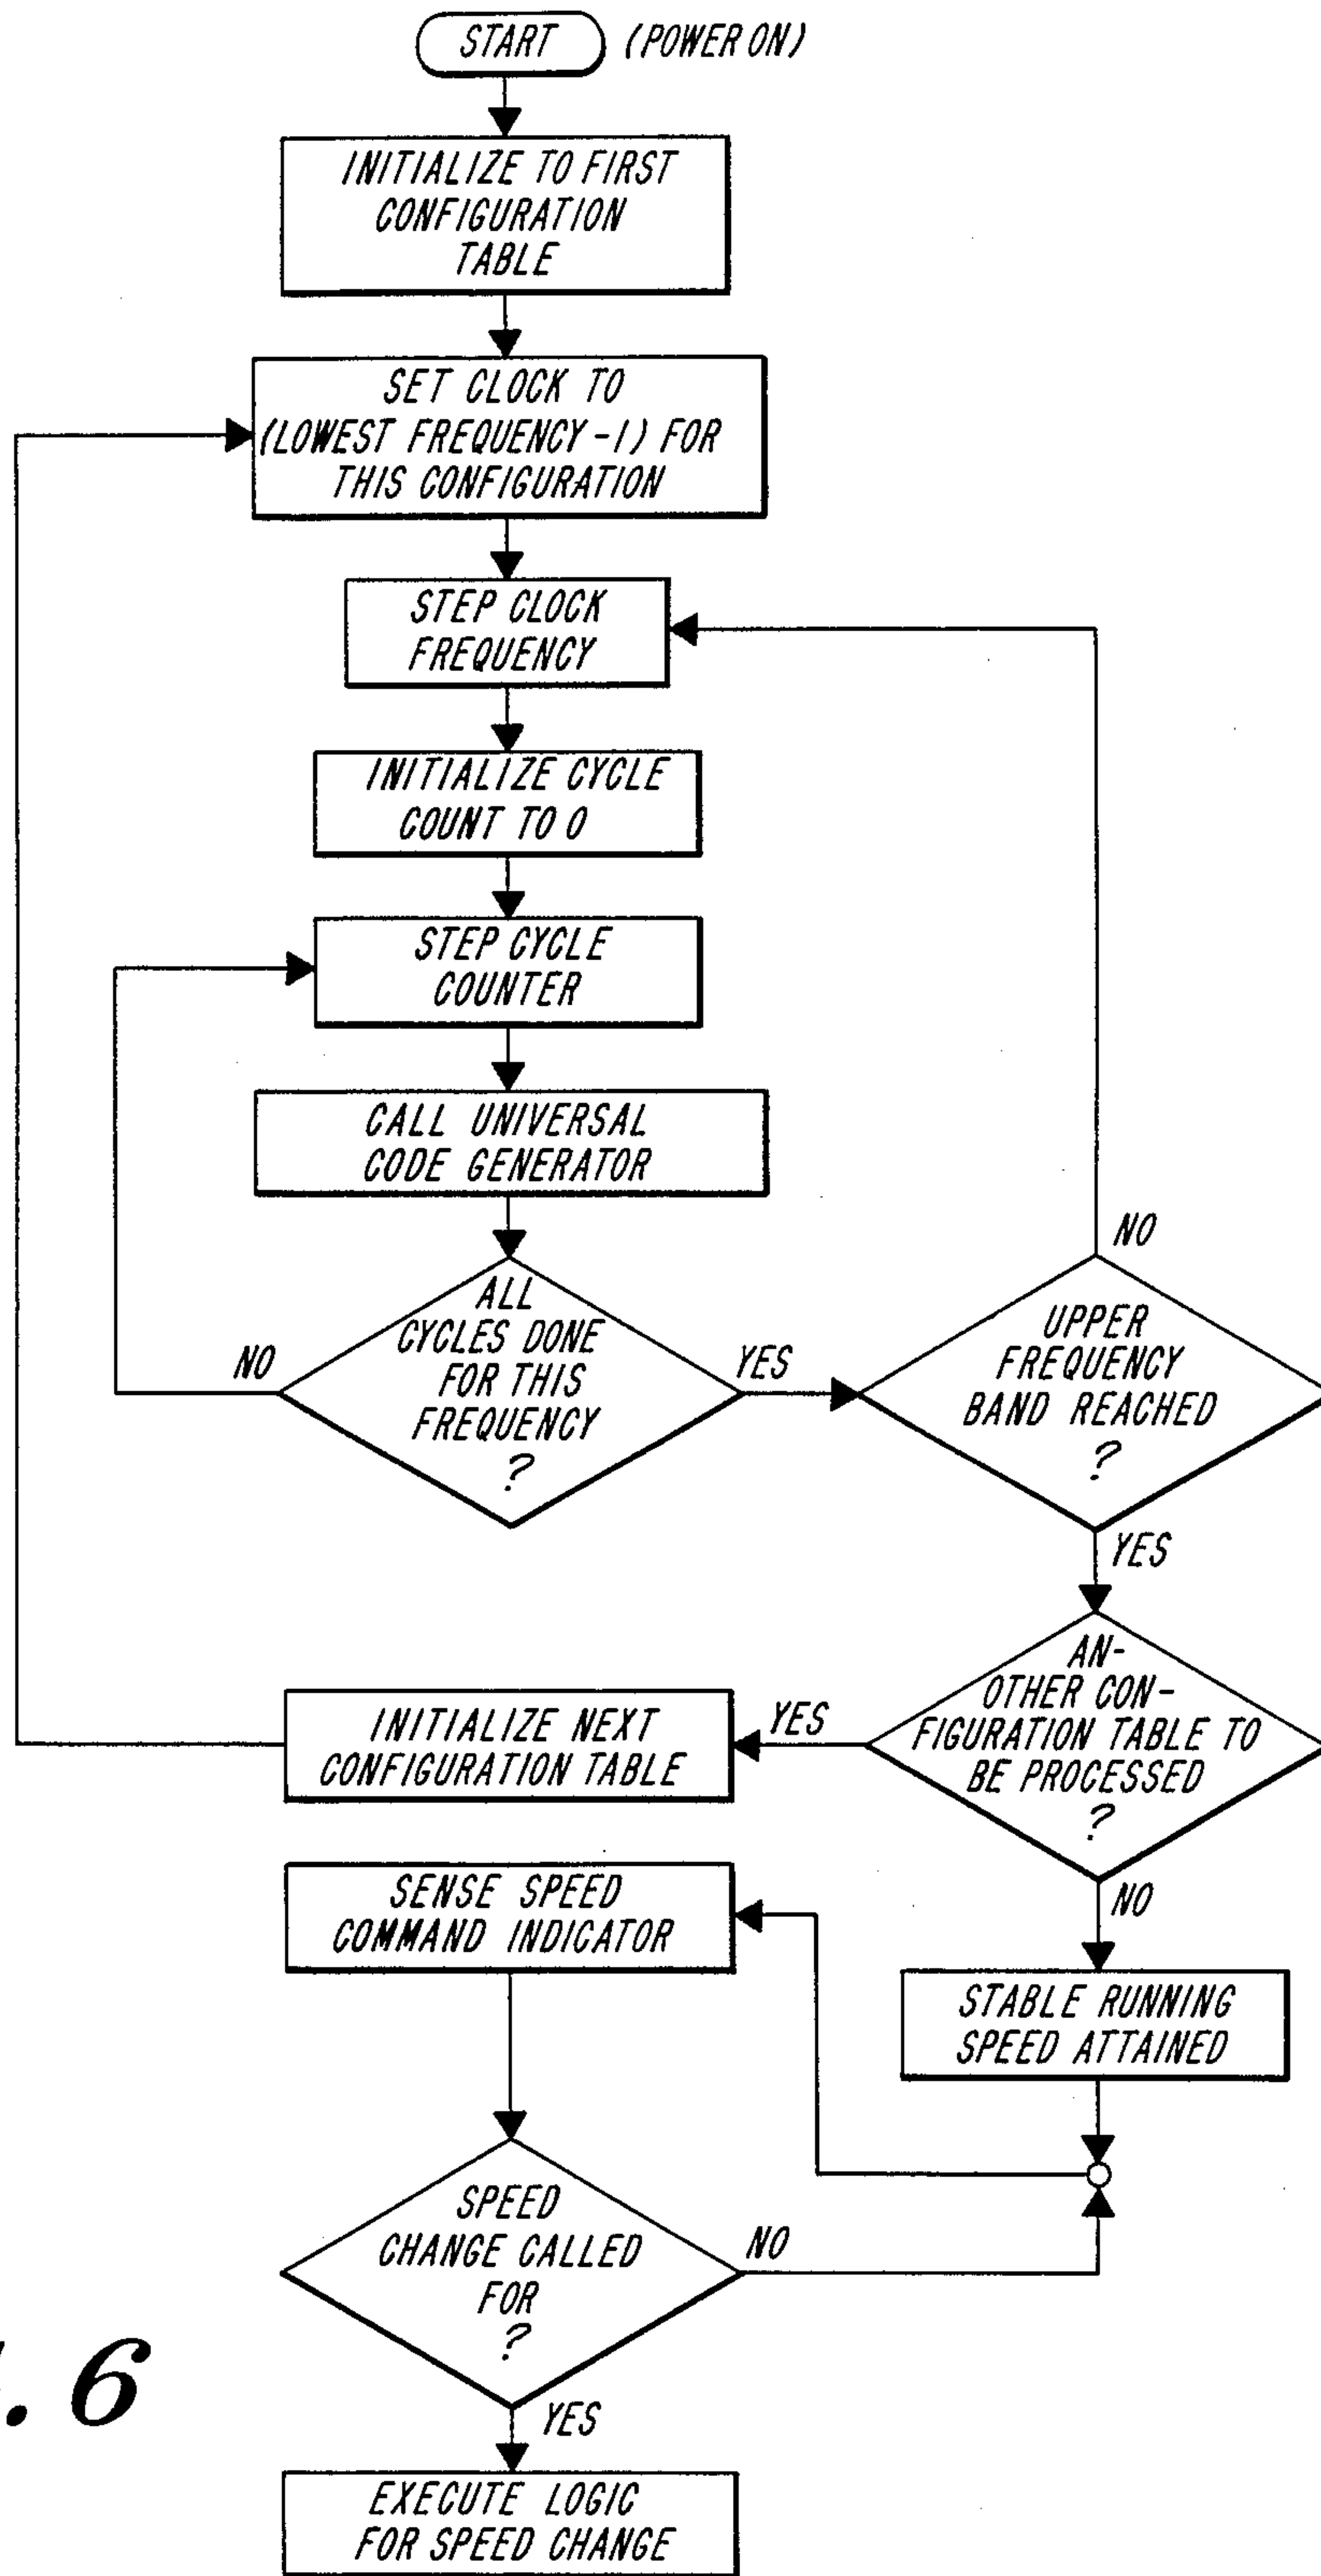 START (POWER ON)
INITIALIZE TO FIRST
CONFIGURATION
TABLE
SET CLOCK TO
(LOWEST FREQUENCY-1) FOR
THIS CONFIGURATION
STEP CLOCK
FREQUENCY
INITIALIZE CYCLE
COUNT TO 0
STEP CYCLE
COUNTER
CALL UNIVERSAL
CODE GENERATOR
ALL
CYCLES DONE
FOR THIS
FREQUENCY
?
NO
YES
UPPER
FREQUENCY
BAND REACHED
?
NO
YES
AN-
OTHER CON-
FIGURATION TABLE TO
BE PROCESSED
?
YES
INITIALIZE NEXT
CONFIGURATION TABLE
NO
STABLE RUNNING
SPEED ATTAINED
SENSE SPEED
COMMAND INDICATOR
SPEED
CHANGE CALLED
FOR
?
NO
YES
EXECUTE LOGIC
FOR SPEED CHANGE
. 6